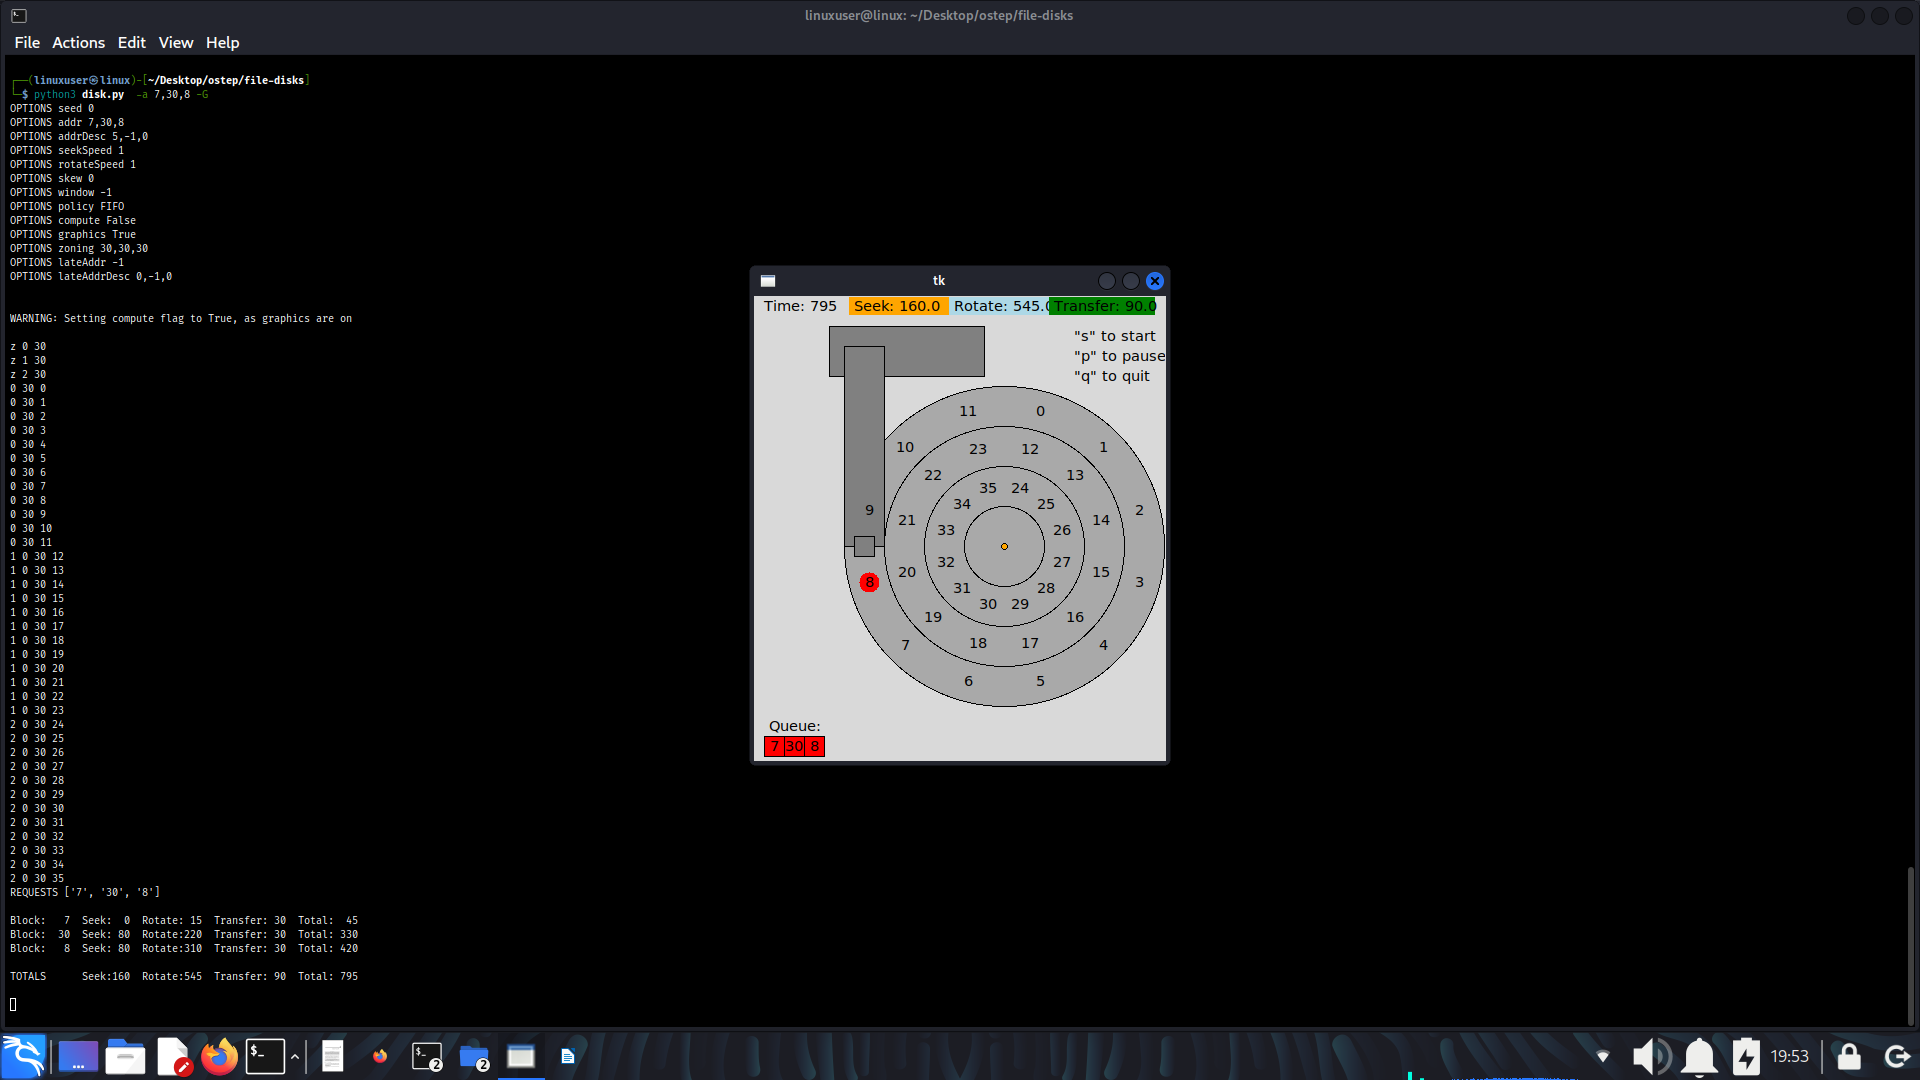 linuxuser@linux: ~/Desktop/ostep/file-disks
File Actions Edit View Help
┌──(linuxuser㉿linux)-[~/Desktop/ostep/file-disks]
└─$ python3 disk.py -a 7,30,8 -G
OPTIONS seed 0
OPTIONS addr 7,30,8
OPTIONS addrDesc 5,-1,0
OPTIONS seekSpeed 1
OPTIONS rotateSpeed 1
OPTIONS skew 0
OPTIONS window -1
OPTIONS policy FIFO
OPTIONS compute False
OPTIONS graphics True
OPTIONS zoning 30,30,30
OPTIONS lateAddr -1
OPTIONS lateAddrDesc 0,-1,0
WARNING: Setting compute flag to True, as graphics are on
z 0 30
z 1 30
z 2 30
0 30 0
0 30 1
0 30 2
0 30 3
0 30 4
0 30 5
0 30 6
0 30 7
0 30 8
0 30 9
0 30 10
0 30 11
1 0 30 12
1 0 30 13
1 0 30 14
1 0 30 15
1 0 30 16
1 0 30 17
1 0 30 18
1 0 30 19
1 0 30 20
1 0 30 21
1 0 30 22
1 0 30 23
2 0 30 24
2 0 30 25
2 0 30 26
2 0 30 27
2 0 30 28
2 0 30 29
2 0 30 30
2 0 30 31
2 0 30 32
2 0 30 33
2 0 30 34
2 0 30 35
REQUESTS ['7', '30', '8']
Block: 7 Seek: 0 Rotate: 15 Transfer: 30 Total: 45
Block: 30 Seek: 80 Rotate:220 Transfer: 30 Total: 330
Block: 8 Seek: 80 Rotate:310 Transfer: 30 Total: 420
TOTALS Seek:160 Rotate:545 Transfer: 90 Total: 795
tk
Time: 795 Seek: 160.0 Rotate: 545.0 Transfer: 90.0
"s" to start
"p" to pause
"q" to quit
11 0
10 23 12 1
22 13
35 24
34 25
9 2
21 14
33 26
32 27
20 15
8 3
31 28
30 29
19 16
7 18 17 4
6 5
Queue:
7 30 8
$_
$_ 2
2
19:53